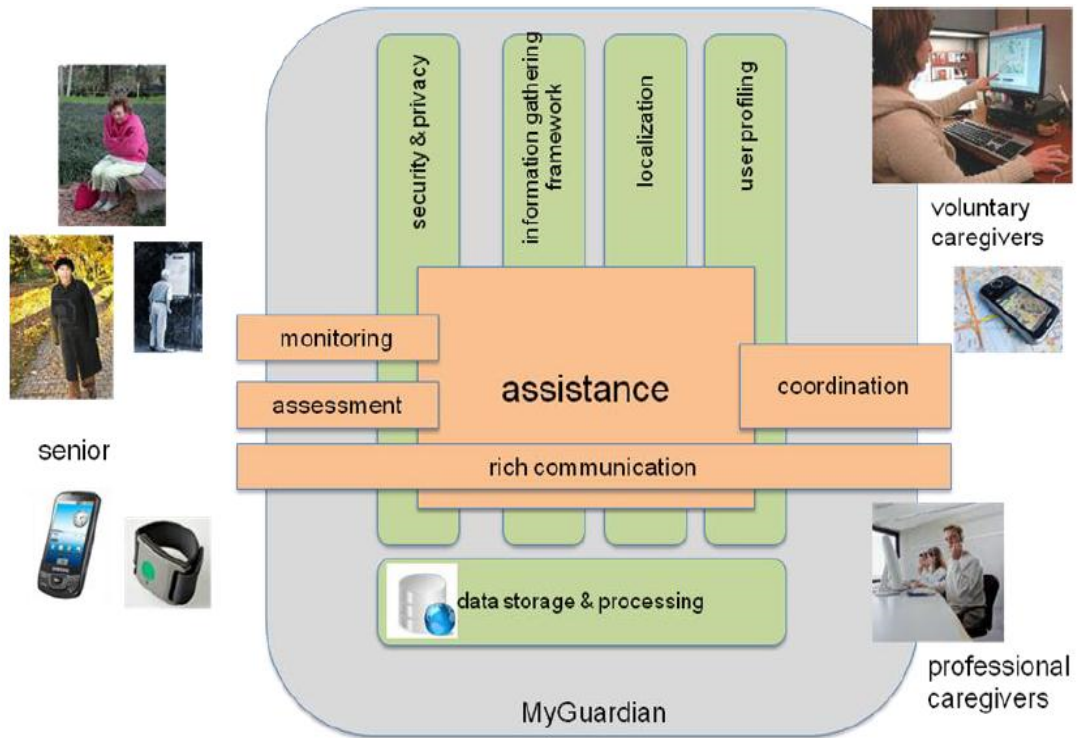 security & privacy
information gathering
framework
localization
user profiling
voluntary
caregivers
monitoring
assistance
coordination
assessment
senior
rich communication
data storage & processing
professional
caregivers
MyGuardian